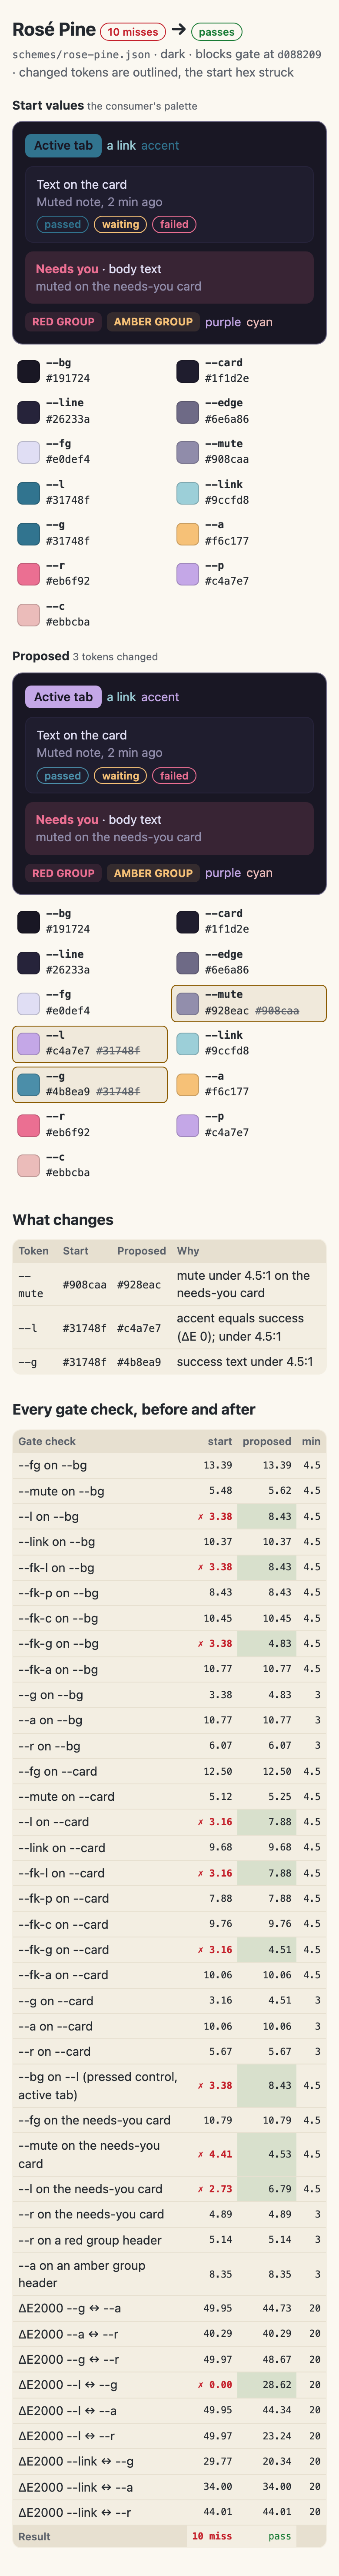 Rosé Pine 10 misses → passes
schemes/rose-pine.json · dark · blocks gate at d088209
· changed tokens are outlined, the start hex struck
Start values the consumer's palette
Active tab a link accent
Text on the card
Muted note, 2 min ago
passed waiting failed
Needs you · body text
muted on the needs-you card
RED GROUP AMBER GROUP purple cyan
--bg
#191724
--card
#1f1d2e
--line
#26233a
--edge
#6e6a86
--fg
#e0def4
--mute
#908caa
--l
#31748f
--link
#9ccfd8
--g
#31748f
--a
#f6c177
--r
#eb6f92
--p
#c4a7e7
--c
#ebbcba
Proposed 3 tokens changed
Active tab a link accent
Text on the card
Muted note, 2 min ago
passed waiting failed
Needs you · body text
muted on the needs-you card
RED GROUP AMBER GROUP purple cyan
--bg
#191724
--card
#1f1d2e
--line
#26233a
--edge
#6e6a86
--fg
#e0def4
--mute
#928eac #908caa
--l
#c4a7e7 #31748f
--link
#9ccfd8
--g
#4b8ea9 #31748f
--a
#f6c177
--r
#eb6f92
--p
#c4a7e7
--c
#ebbcba
What changes
Token Start Proposed Why
--
mute #908caa #928eac mute under 4.5:1 on the
needs-you card
--l #31748f #c4a7e7 accent equals success
(ΔE 0); under 4.5:1
--g #31748f #4b8ea9 success text under 4.5:1
Every gate check, before and after
Gate check start proposed min
--fg on --bg 13.39 13.39 4.5
--mute on --bg 5.48 5.62 4.5
--l on --bg ✗ 3.38 8.43 4.5
--link on --bg 10.37 10.37 4.5
--fk-l on --bg ✗ 3.38 8.43 4.5
--fk-p on --bg 8.43 8.43 4.5
--fk-c on --bg 10.45 10.45 4.5
--fk-g on --bg ✗ 3.38 4.83 4.5
--fk-a on --bg 10.77 10.77 4.5
--g on --bg 3.38 4.83 3
--a on --bg 10.77 10.77 3
--r on --bg 6.07 6.07 3
--fg on --card 12.50 12.50 4.5
--mute on --card 5.12 5.25 4.5
--l on --card ✗ 3.16 7.88 4.5
--link on --card 9.68 9.68 4.5
--fk-l on --card ✗ 3.16 7.88 4.5
--fk-p on --card 7.88 7.88 4.5
--fk-c on --card 9.76 9.76 4.5
--fk-g on --card ✗ 3.16 4.51 4.5
--fk-a on --card 10.06 10.06 4.5
--g on --card 3.16 4.51 3
--a on --card 10.06 10.06 3
--r on --card 5.67 5.67 3
--bg on --l (pressed control,
active tab) ✗ 3.38 8.43 4.5
--fg on the needs-you card 10.79 10.79 4.5
--mute on the needs-you
card ✗ 4.41 4.53 4.5
--l on the needs-you card ✗ 2.73 6.79 4.5
--r on the needs-you card 4.89 4.89 3
--r on a red group header 5.14 5.14 3
--a on an amber group
header 8.35 8.35 3
ΔE2000 --g ↔ --a 49.95 44.73 20
ΔE2000 --a ↔ --r 40.29 40.29 20
ΔE2000 --g ↔ --r 49.97 48.67 20
ΔE2000 --l ↔ --g ✗ 0.00 28.62 20
ΔE2000 --l ↔ --a 49.95 44.34 20
ΔE2000 --l ↔ --r 49.97 23.24 20
ΔE2000 --link ↔ --g 29.77 20.34 20
ΔE2000 --link ↔ --a 34.00 34.00 20
ΔE2000 --link ↔ --r 44.01 44.01 20
Result 10 miss pass